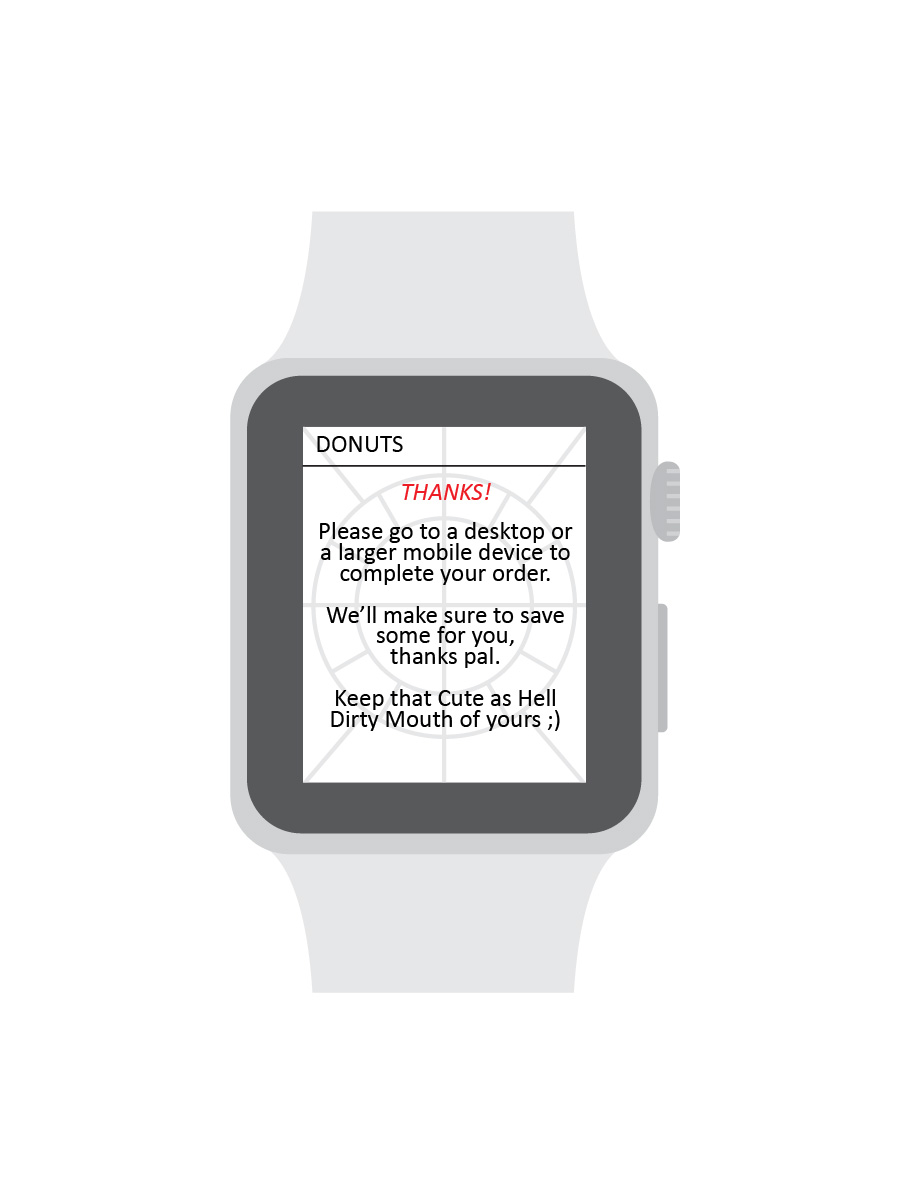 DONUTS
THANKS!
Please go to a desktop or
a larger mobile device to
complete your order.
We’ll make sure to save
some for you,
thanks pal.
Keep that Cute as Hell
Dirty Mouth of yours ;)